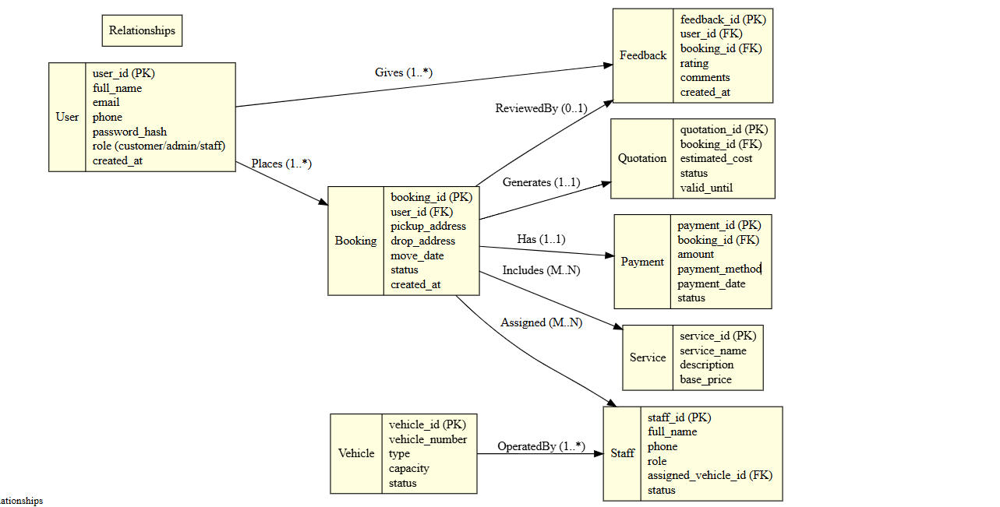 Relationships
User
user_id (PK)
full_name
email
phone
password_hash
role (customer/admin/staff)
created_at
Gives (1..*)
Places (1..*)
Feedback
feedback_id (PK)
user_id (FK)
booking_id (FK)
rating
comments
created_at
ReviewedBy (0..1)
Booking
booking_id (PK)
user_id (FK)
pickup_address
drop_address
move_date
status
created_at
Generates (1..1)
Quotation
quotation_id (PK)
booking_id (FK)
estimated_cost
status
valid_until
Has (1..1)
Payment
payment_id (PK)
booking_id (FK)
amount
payment_method
payment_date
status
Includes (M..N)
Service
service_id (PK)
service_name
description
base_price
Assigned (M..N)
Vehicle
vehicle_id (PK)
vehicle_number
type
capacity
status
OperatedBy (1..*)
Staff
staff_id (PK)
full_name
phone
role
assigned_vehicle_id (FK)
status
ationships